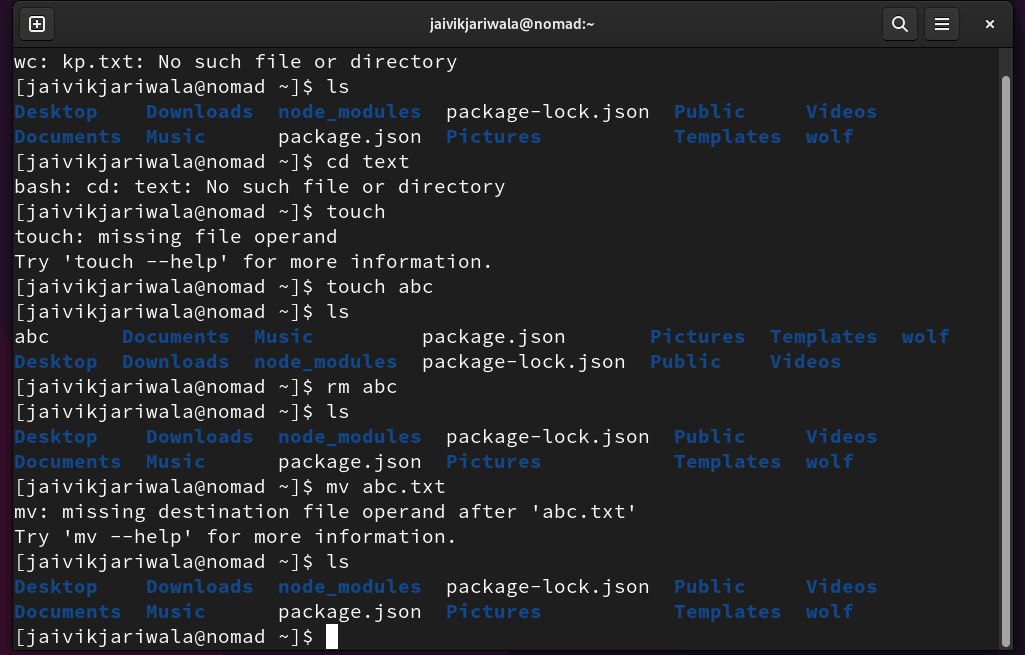 jaivikjariwala@nomad:~
wc: kp.txt: No such file or directory
[jaivikjariwala@nomad ~]$ ls
Desktop    Downloads  node_modules  package-lock.json  Public     Videos
Documents  Music      package.json  Pictures           Templates  wolf
[jaivikjariwala@nomad ~]$ cd text
bash: cd: text: No such file or directory
[jaivikjariwala@nomad ~]$ touch
touch: missing file operand
Try 'touch --help' for more information.
[jaivikjariwala@nomad ~]$ touch abc
[jaivikjariwala@nomad ~]$ ls
abc      Documents  Music         package.json       Pictures  Templates  wolf
Desktop  Downloads  node_modules  package-lock.json  Public    Videos
[jaivikjariwala@nomad ~]$ rm abc
[jaivikjariwala@nomad ~]$ ls
Desktop    Downloads  node_modules  package-lock.json  Public     Videos
Documents  Music      package.json  Pictures           Templates  wolf
[jaivikjariwala@nomad ~]$ mv abc.txt
mv: missing destination file operand after 'abc.txt'
Try 'mv --help' for more information.
[jaivikjariwala@nomad ~]$ ls
Desktop    Downloads  node_modules  package-lock.json  Public     Videos
Documents  Music      package.json  Pictures           Templates  wolf
[jaivikjariwala@nomad ~]$